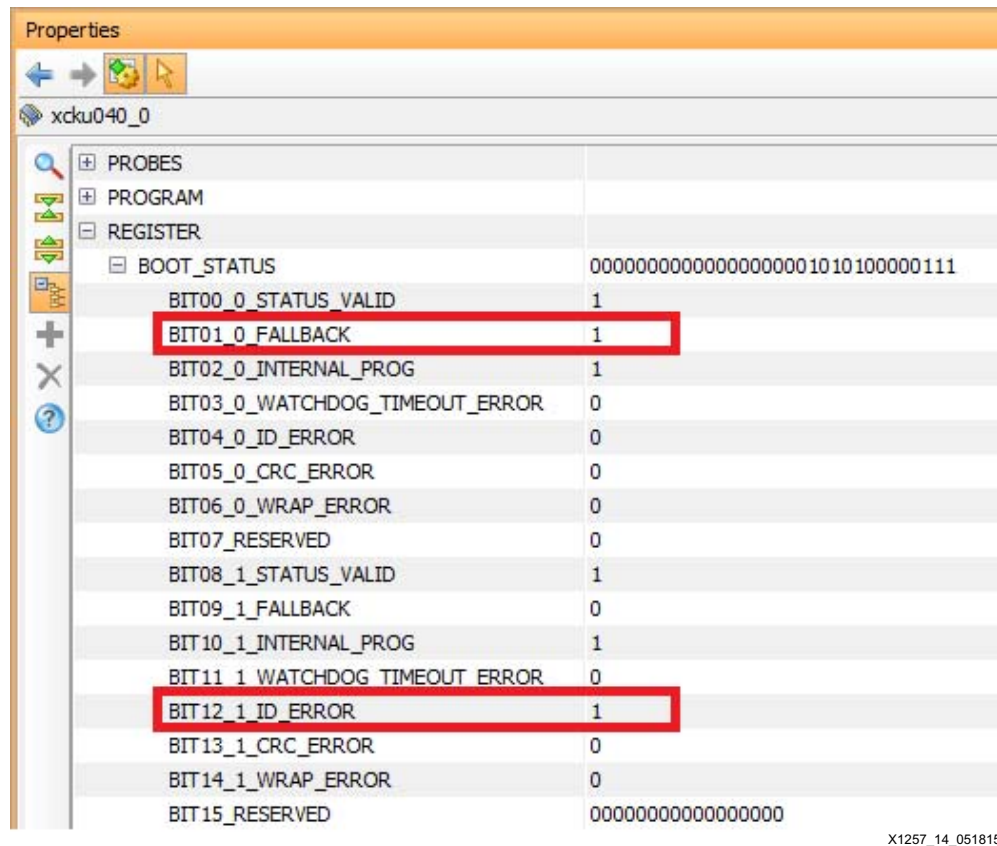 Properties
xcku040_0
PROBES
PROGRAM
REGISTER
BOOT_STATUS 00000000000000000001010100000111
BIT00_0_STATUS_VALID 1
BIT01_0_FALLBACK 1
BIT02_0_INTERNAL_PROG 1
BIT03_0_WATCHDOG_TIMEOUT_ERROR 0
BIT04_0_ID_ERROR 0
BIT05_0_CRC_ERROR 0
BIT06_0_WRAP_ERROR 0
BIT07_RESERVED 0
BIT08_1_STATUS_VALID 1
BIT09_1_FALLBACK 0
BIT10_1_INTERNAL_PROG 1
BIT11_1_WATCHDOG_TIMEOUT_ERROR 0
BIT12_1_ID_ERROR 1
BIT13_1_CRC_ERROR 0
BIT14_1_WRAP_ERROR 0
BIT15_RESERVED 00000000000000000
X1257_14_051815